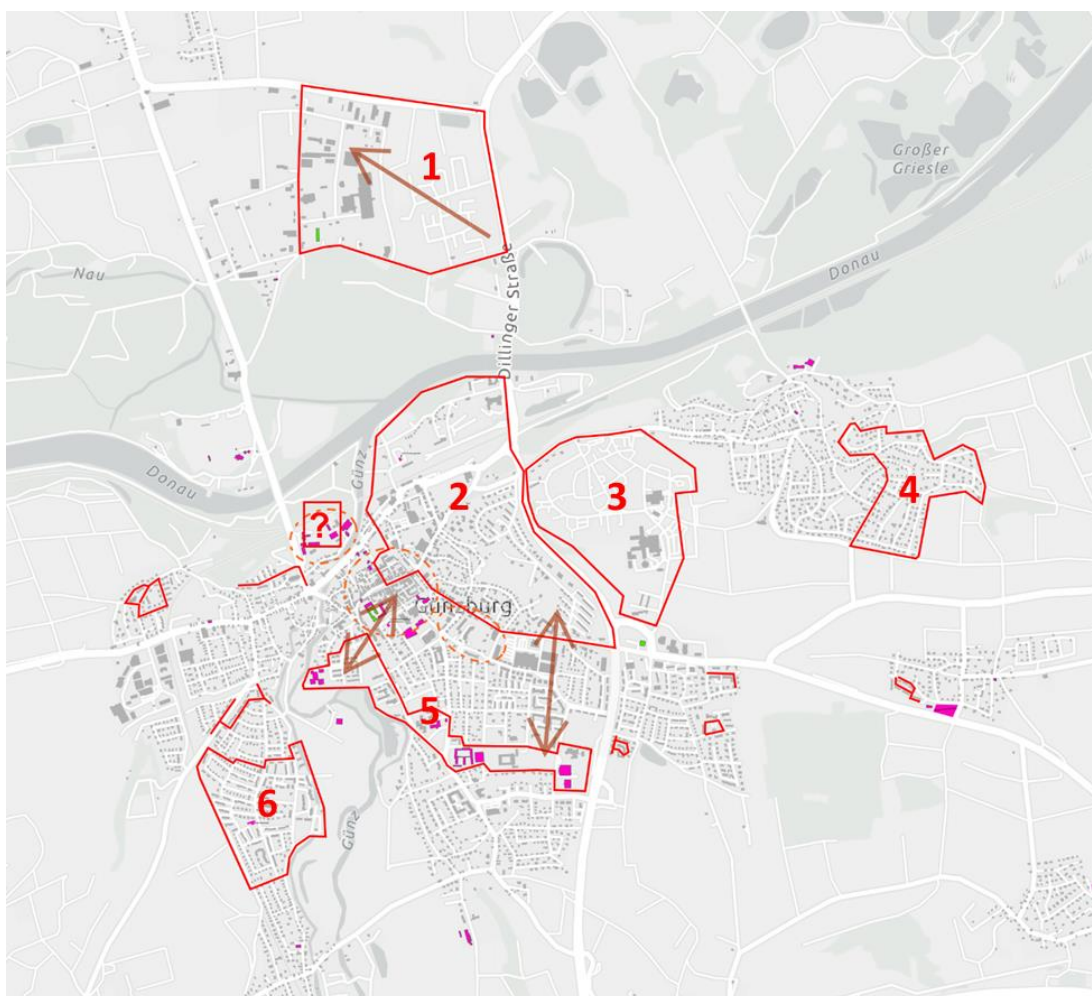 1
Großer
Griesle
Nau
Dillinger Straße
Donau
Donau
Günz
2
3
4
?
Günzburg
5
6
Günz